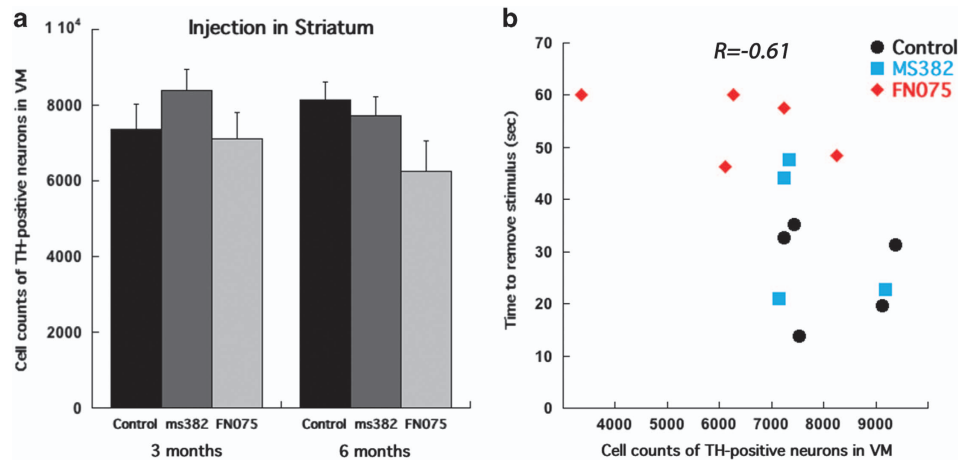 a
Injection in Striatum
Cell counts of TH-positive neurons in VM
1 10⁴
8000
6000
4000
2000
0
Control ms382 FN075
Control ms382 FN075
3 months
6 months
b
R=-0.61
Control
MS382
FN075
Time to remove stimulus (sec)
70
60
50
40
30
20
10
0
4000 5000 6000 7000 8000 9000
Cell counts of TH-positive neurons in VM